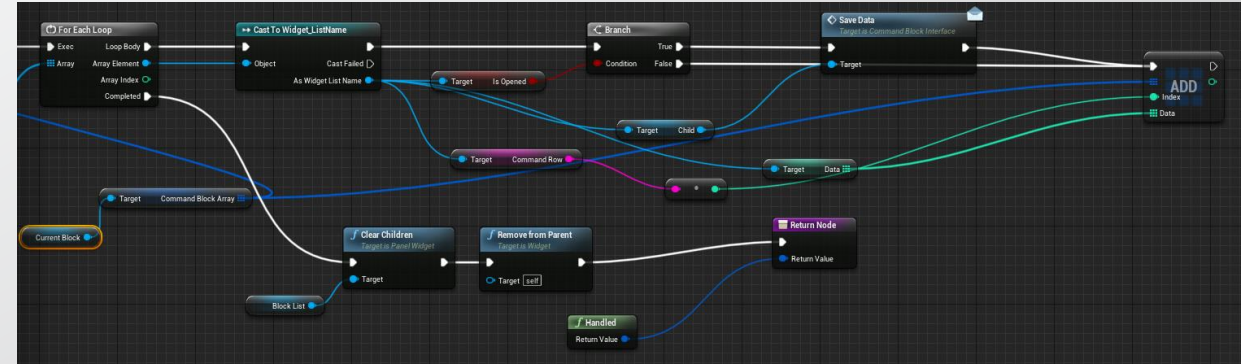 For Each Loop
Exec
Loop Body
Array
Array Element
Array Index
Completed
Cast To Widget_ListName
Object
Cast Failed
As Widget List Name
Target
Is Opened
Branch
Condition
True
False
Save Data
Target is Command Block Interface
Target
ADD
Index
Data
Target
Child
Target
Command Row
Target
Data
Target
Command Block Array
Current Block
Clear Children
Target is Panel Widget
Target
Block List
Remove from Parent
Target is Widget
Target self
Return Node
Return Value
Handled
Return Value